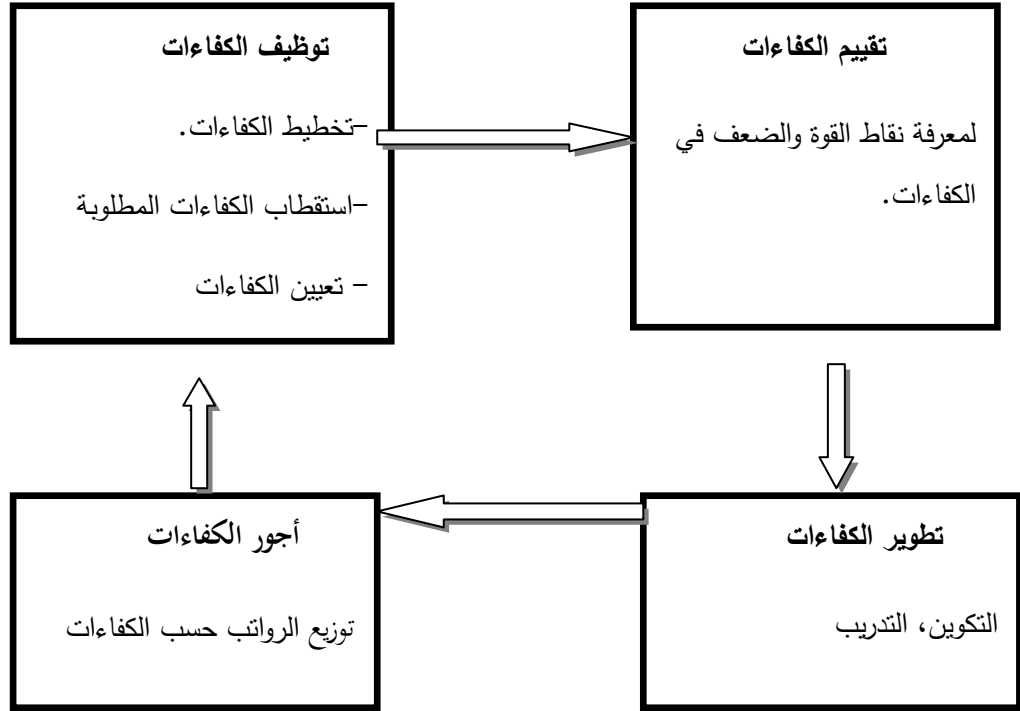 توظيف الكفاءات
-تخطيط الكفاءات.
-استقطاب الكفاءات المطلوبة
- تعيين الكفاءات
تقييم الكفاءات
لمعرفة نقاط القوة والضعف في
الكفاءات.
تطوير الكفاءات
التكوين، التدريب
أجور الكفاءات
توزيع الرواتب حسب الكفاءات